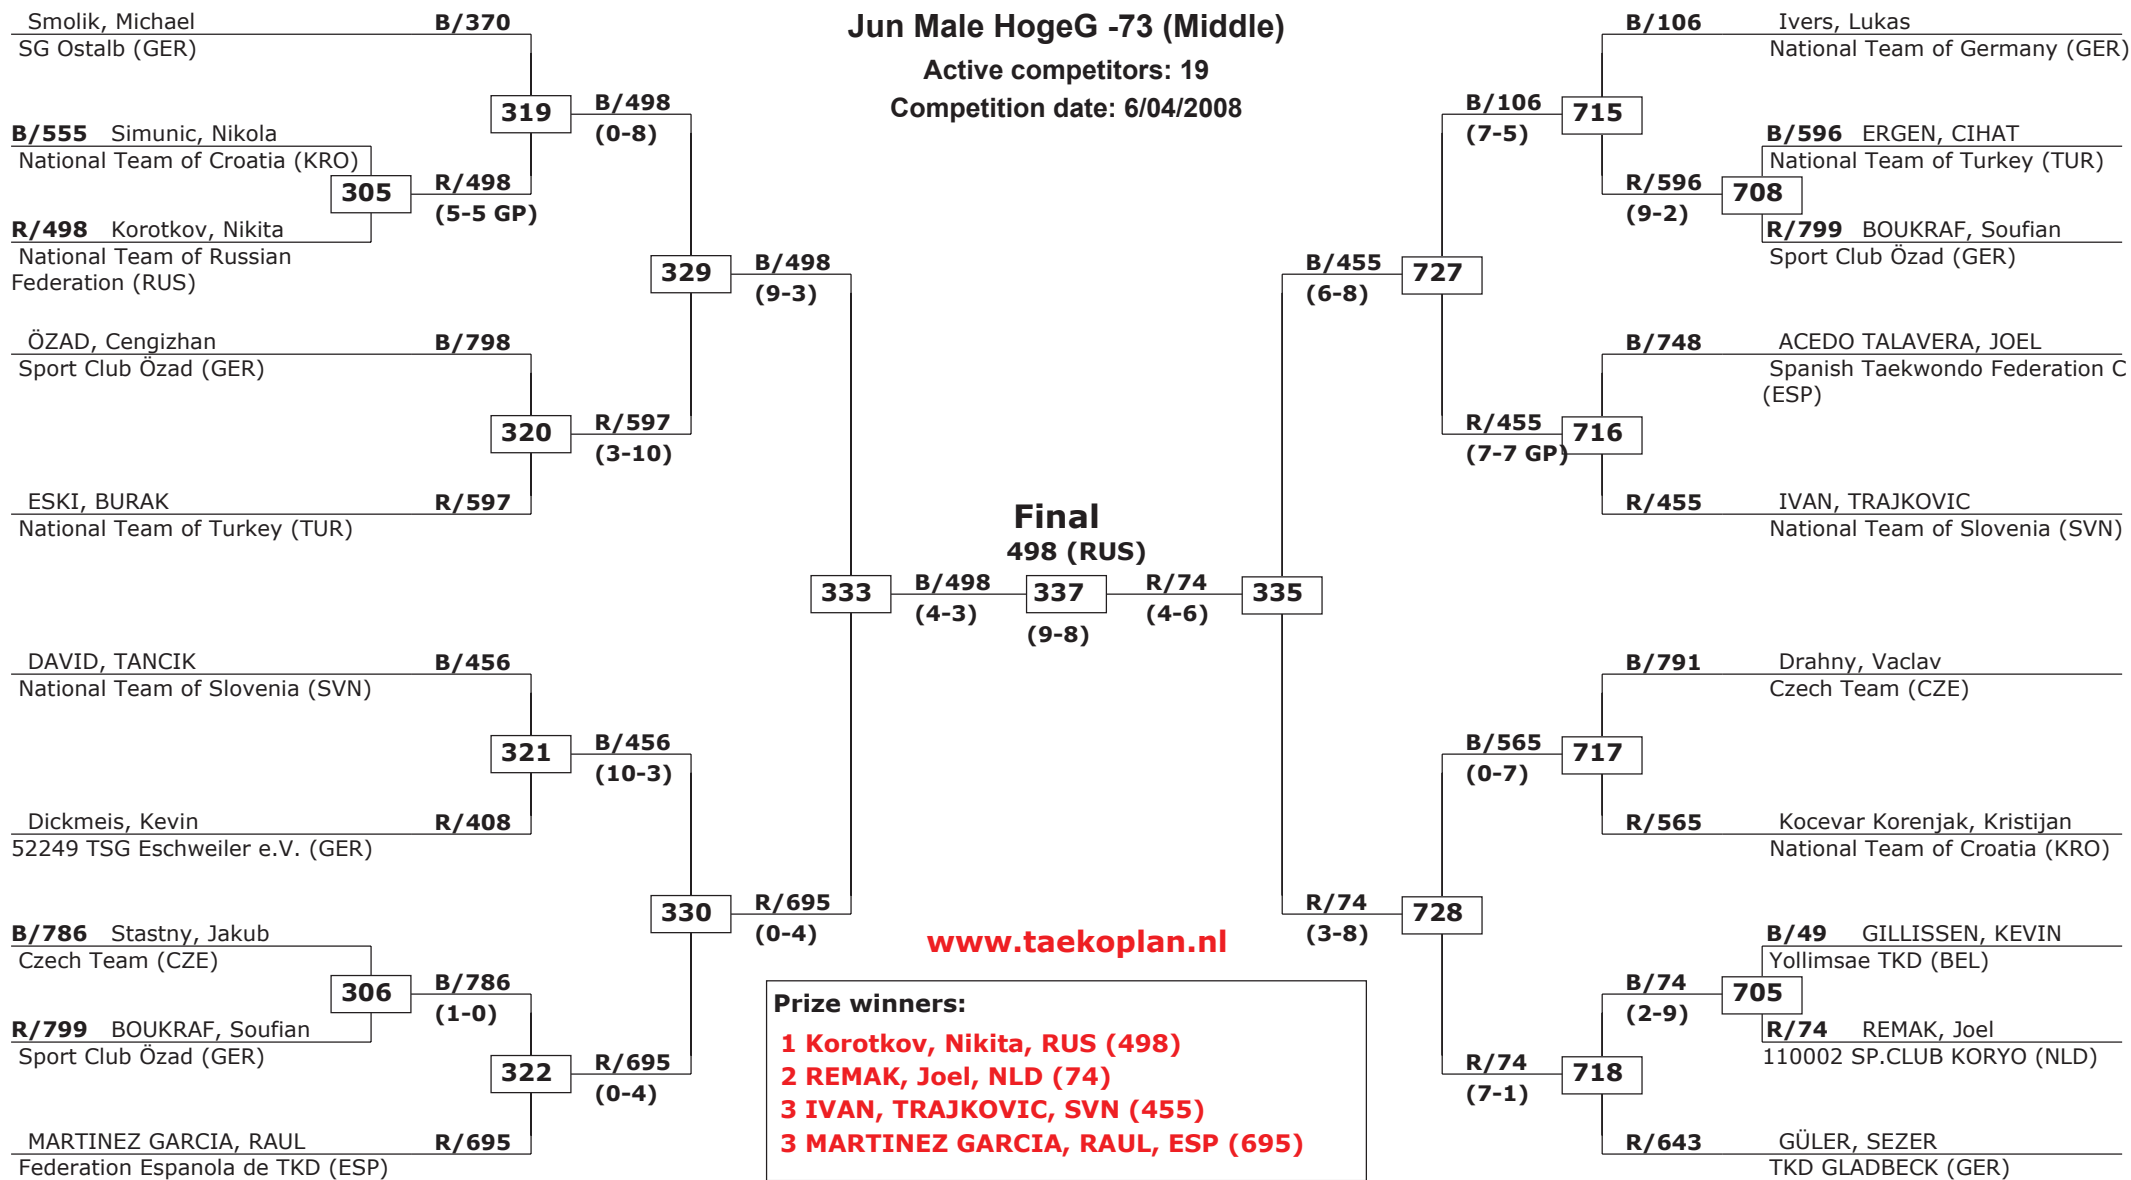 Jun Male HogeG -73 (Middle)
Active competitors: 19
Competition date: 6/04/2008
Smolik, Michael B/370
SG Ostalb (GER)
319
B/498
(0-8)
B/555 Simunic, Nikola
National Team of Croatia (KRO)
305
R/498
(5-5 GP)
R/498 Korotkov, Nikita
National Team of Russian
Federation (RUS)
329
B/498
(9-3)
ÖZAD, Cengizhan B/798
Sport Club Özad (GER)
320
R/597
(3-10)
ESKI, BURAK R/597
National Team of Turkey (TUR)
333
B/498
(4-3)
DAVID, TANCIK B/456
National Team of Slovenia (SVN)
321
B/456
(10-3)
Dickmeis, Kevin R/408
52249 TSG Eschweiler e.V. (GER)
330
R/695
(0-4)
B/786 Stastny, Jakub
Czech Team (CZE)
306
B/786
(1-0)
R/799 BOUKRAF, Soufian
Sport Club Özad (GER)
322
R/695
(0-4)
MARTINEZ GARCIA, RAUL R/695
Federation Espanola de TKD (ESP)
Final
498 (RUS)
337
(9-8)
R/74
(4-6)
335
B/106 Ivers, Lukas
National Team of Germany (GER)
B/106
(7-5)
715
B/596 ERGEN, CIHAT
National Team of Turkey (TUR)
R/596
(9-2)
708
R/799 BOUKRAF, Soufian
Sport Club Özad (GER)
B/455
(6-8)
727
B/748 ACEDO TALAVERA, JOEL
Spanish Taekwondo Federation C
(ESP)
R/455
(7-7 GP)
716
R/455 IVAN, TRAJKOVIC
National Team of Slovenia (SVN)
B/791 Drahny, Vaclav
Czech Team (CZE)
B/565
(0-7)
717
R/565 Kocevar Korenjak, Kristijan
National Team of Croatia (KRO)
R/74
(3-8)
728
B/49 GILLISSEN, KEVIN
Yollimsae TKD (BEL)
B/74
(2-9)
705
R/74 REMAK, Joel
110002 SP.CLUB KORYO (NLD)
R/74
(7-1)
718
R/643 GÜLER, SEZER
TKD GLADBECK (GER)
www.taekoplan.nl
Prize winners:
1 Korotkov, Nikita, RUS (498)
2 REMAK, Joel, NLD (74)
3 IVAN, TRAJKOVIC, SVN (455)
3 MARTINEZ GARCIA, RAUL, ESP (695)